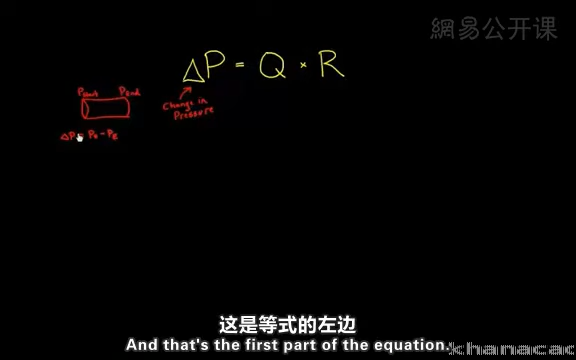 網易公开课
ΔP = Q × R
Pstart Pend
Change in
Pressure
ΔP = Ps - PE
这是等式的左边
And that's the first part of the equation.
khanacac